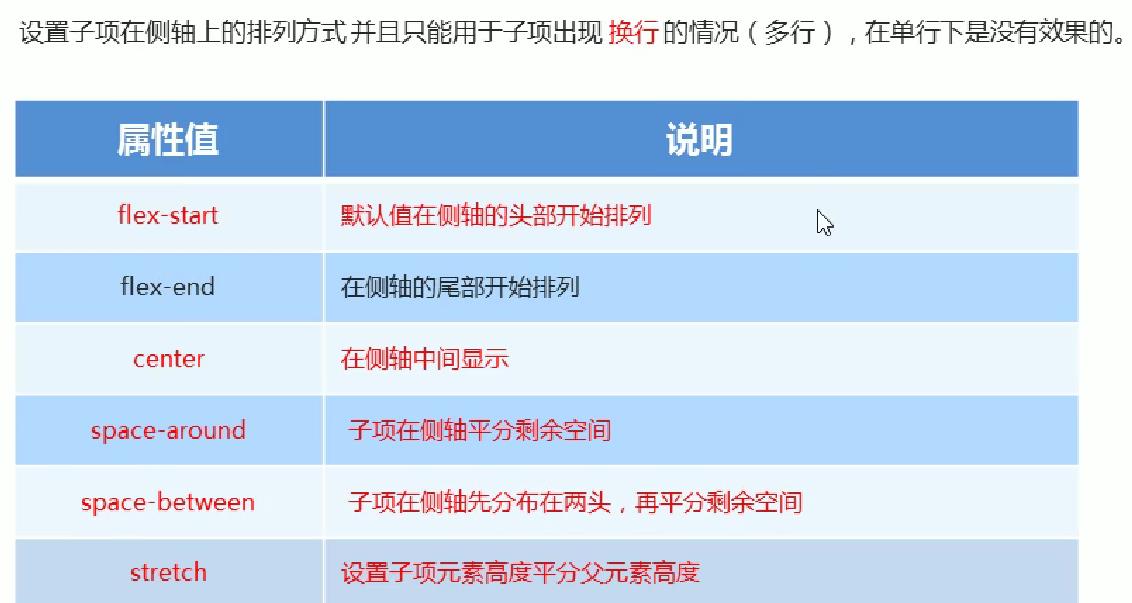 设置子项在侧轴上的排列方式并且只能用于子项出现 换行 的情况（多行），在单行下是没有效果的。
属性值 说明
flex-start 默认值在侧轴的头部开始排列
flex-end 在侧轴的尾部开始排列
center 在侧轴中间显示
space-around 子项在侧轴平分剩余空间
space-between 子项在侧轴先分布在两头，再平分剩余空间
stretch 设置子项元素高度平分父元素高度